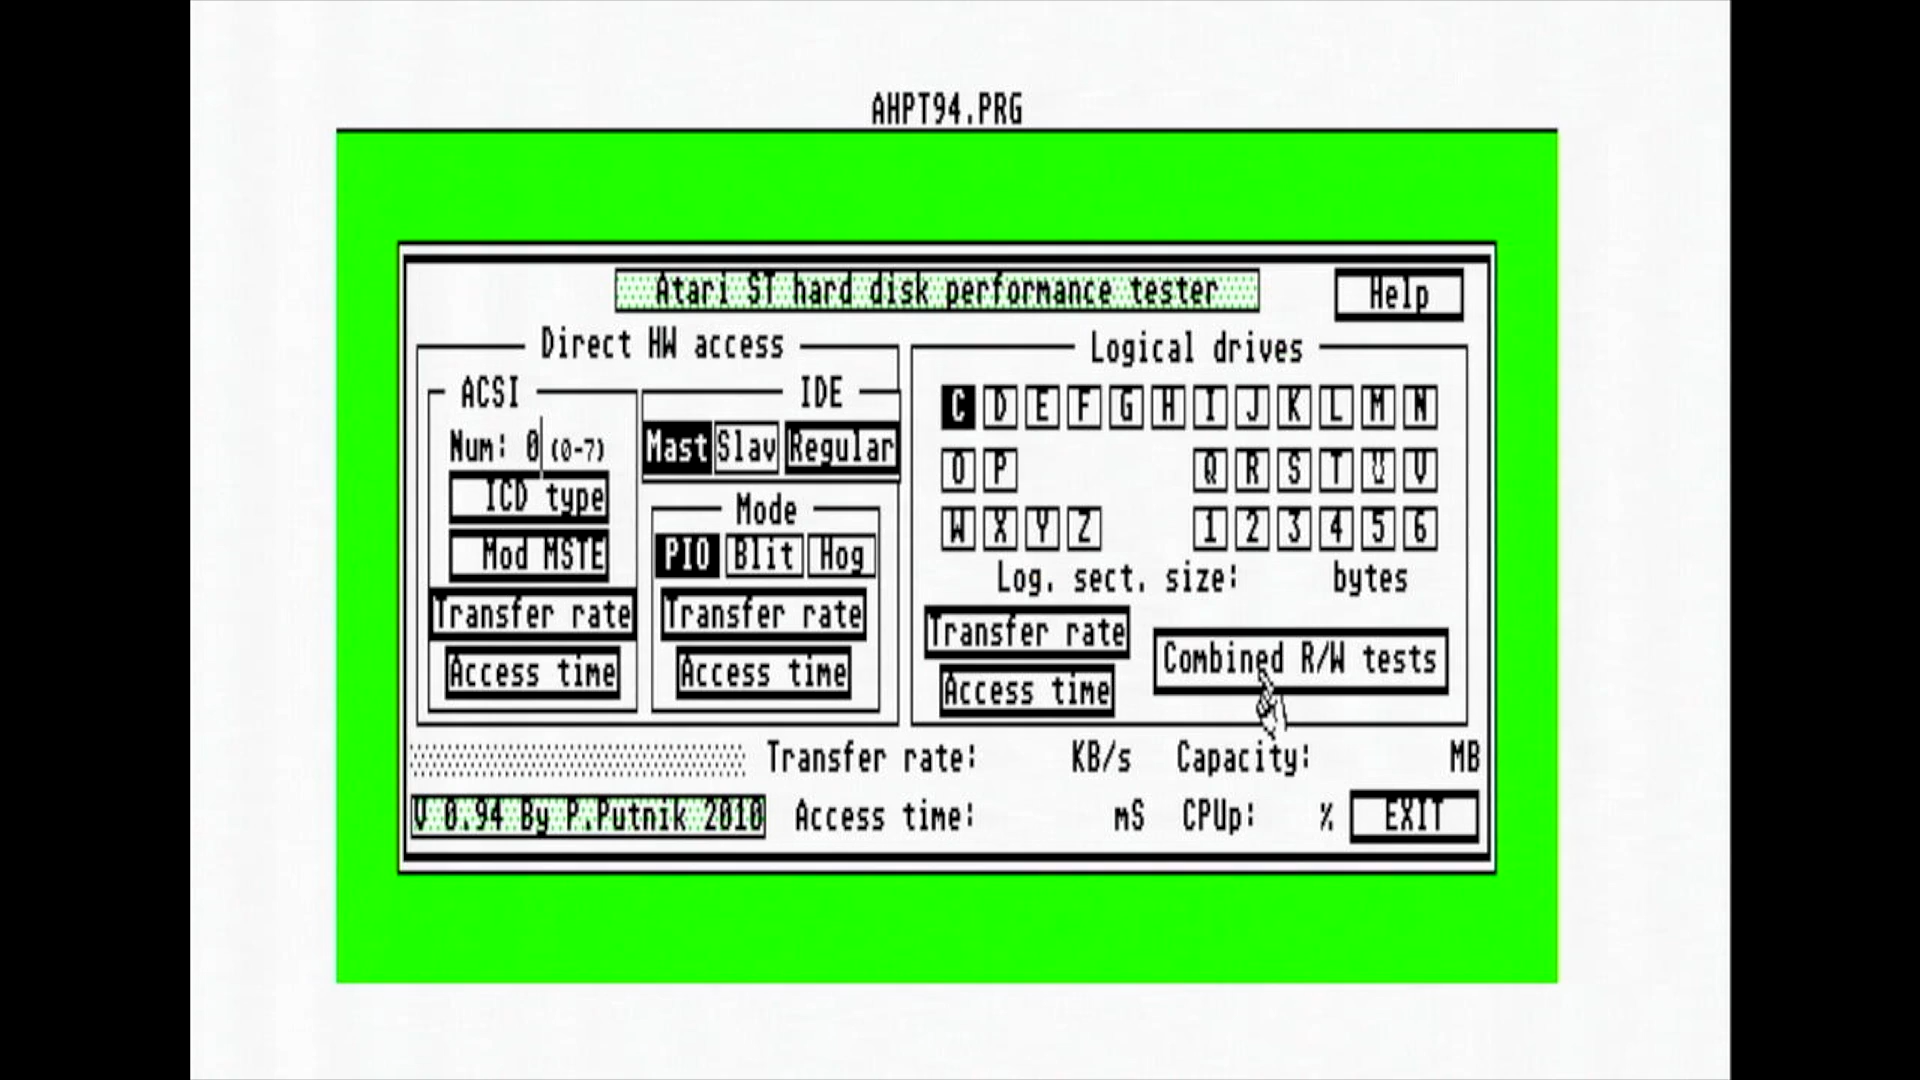 AHPT94.PRG
Atari ST hard disk performance tester
Help
Direct HW access
ACSI
Num: 0 (0-7)
ICD type
Mod MSTE
Transfer rate
Access time
IDE
Mast Slav Regular
Mode
PIO Blit Hog
Transfer rate
Access time
Logical drives
C D E F G H I J K L M N
O P Q R S T U V
W X Y Z 1 2 3 4 5 6
Log. sect. size: bytes
Transfer rate
Access time
Combined R/W tests
Transfer rate: KB/s Capacity: MB
V 0.94 By P.Putnik 2010 Access time: mS CPUp: % EXIT